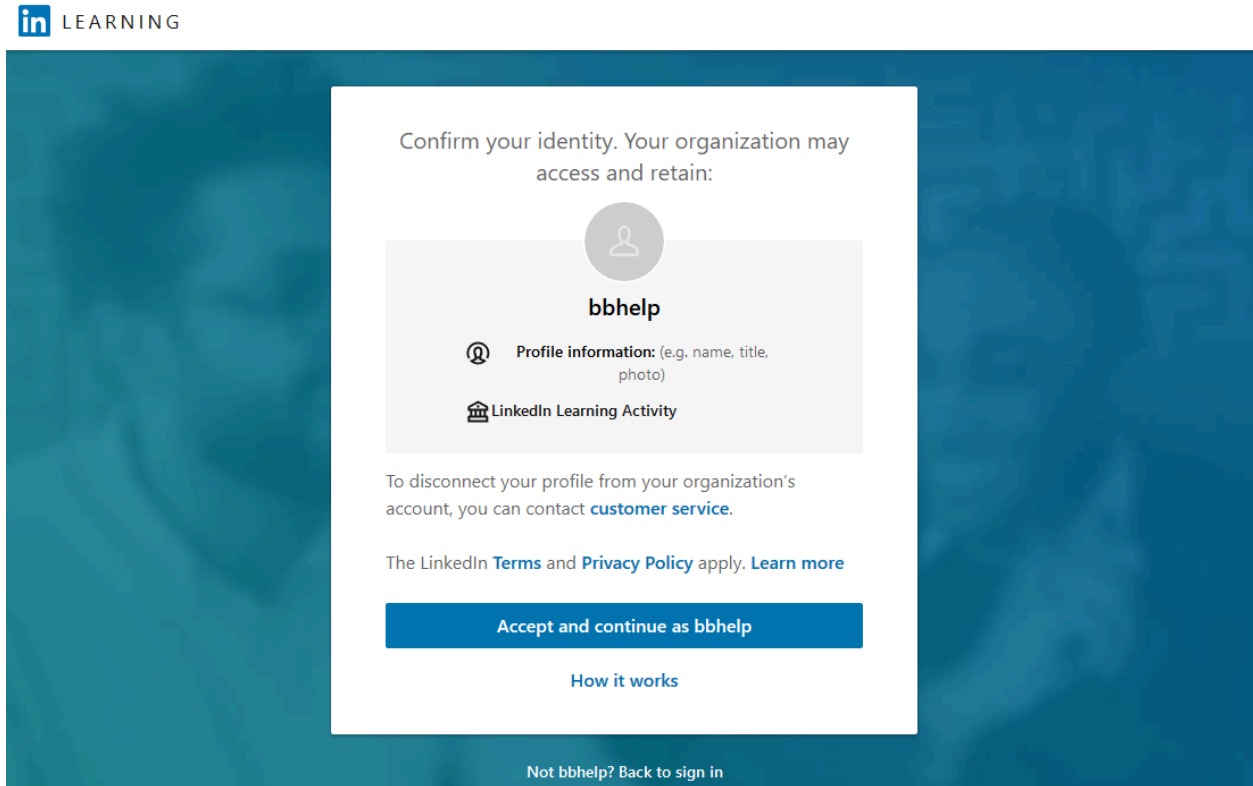 in LEARNING
Confirm your identity. Your organization may
access and retain:
bbhelp
Profile information: (e.g. name, title,
photo)
LinkedIn Learning Activity
To disconnect your profile from your organization's
account, you can contact customer service.
The LinkedIn Terms and Privacy Policy apply. Learn more
Accept and continue as bbhelp
How it works
Not bbhelp? Back to sign in